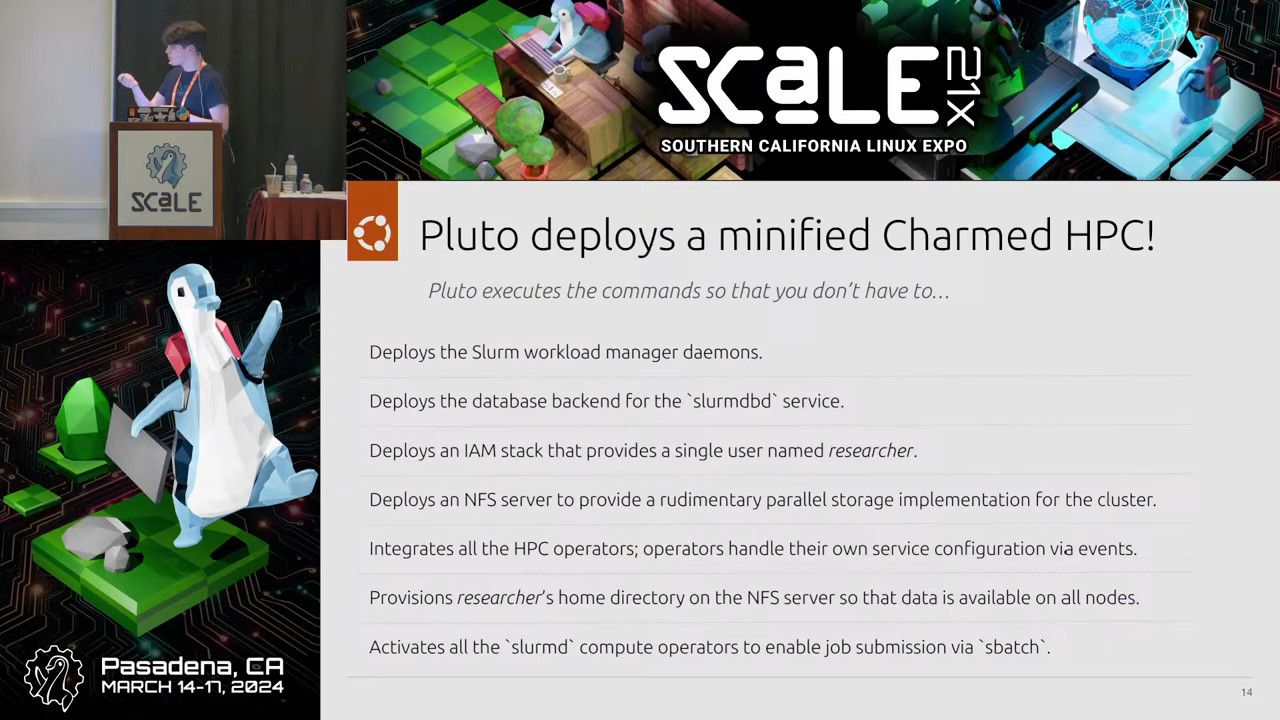 SCaLE
SCaLE 21X
SOUTHERN CALIFORNIA LINUX EXPO
Pluto deploys a minified Charmed HPC!
Pluto executes the commands so that you don't have to…
Deploys the Slurm workload manager daemons.
Deploys the database backend for the `slurmdbd` service.
Deploys an IAM stack that provides a single user named researcher.
Deploys an NFS server to provide a rudimentary parallel storage implementation for the cluster.
Integrates all the HPC operators; operators handle their own service configuration via events.
Provisions researcher's home directory on the NFS server so that data is available on all nodes.
Activates all the `slurmd` compute operators to enable job submission via `sbatch`.
14
Pasadena, CA
MARCH 14-17, 2024